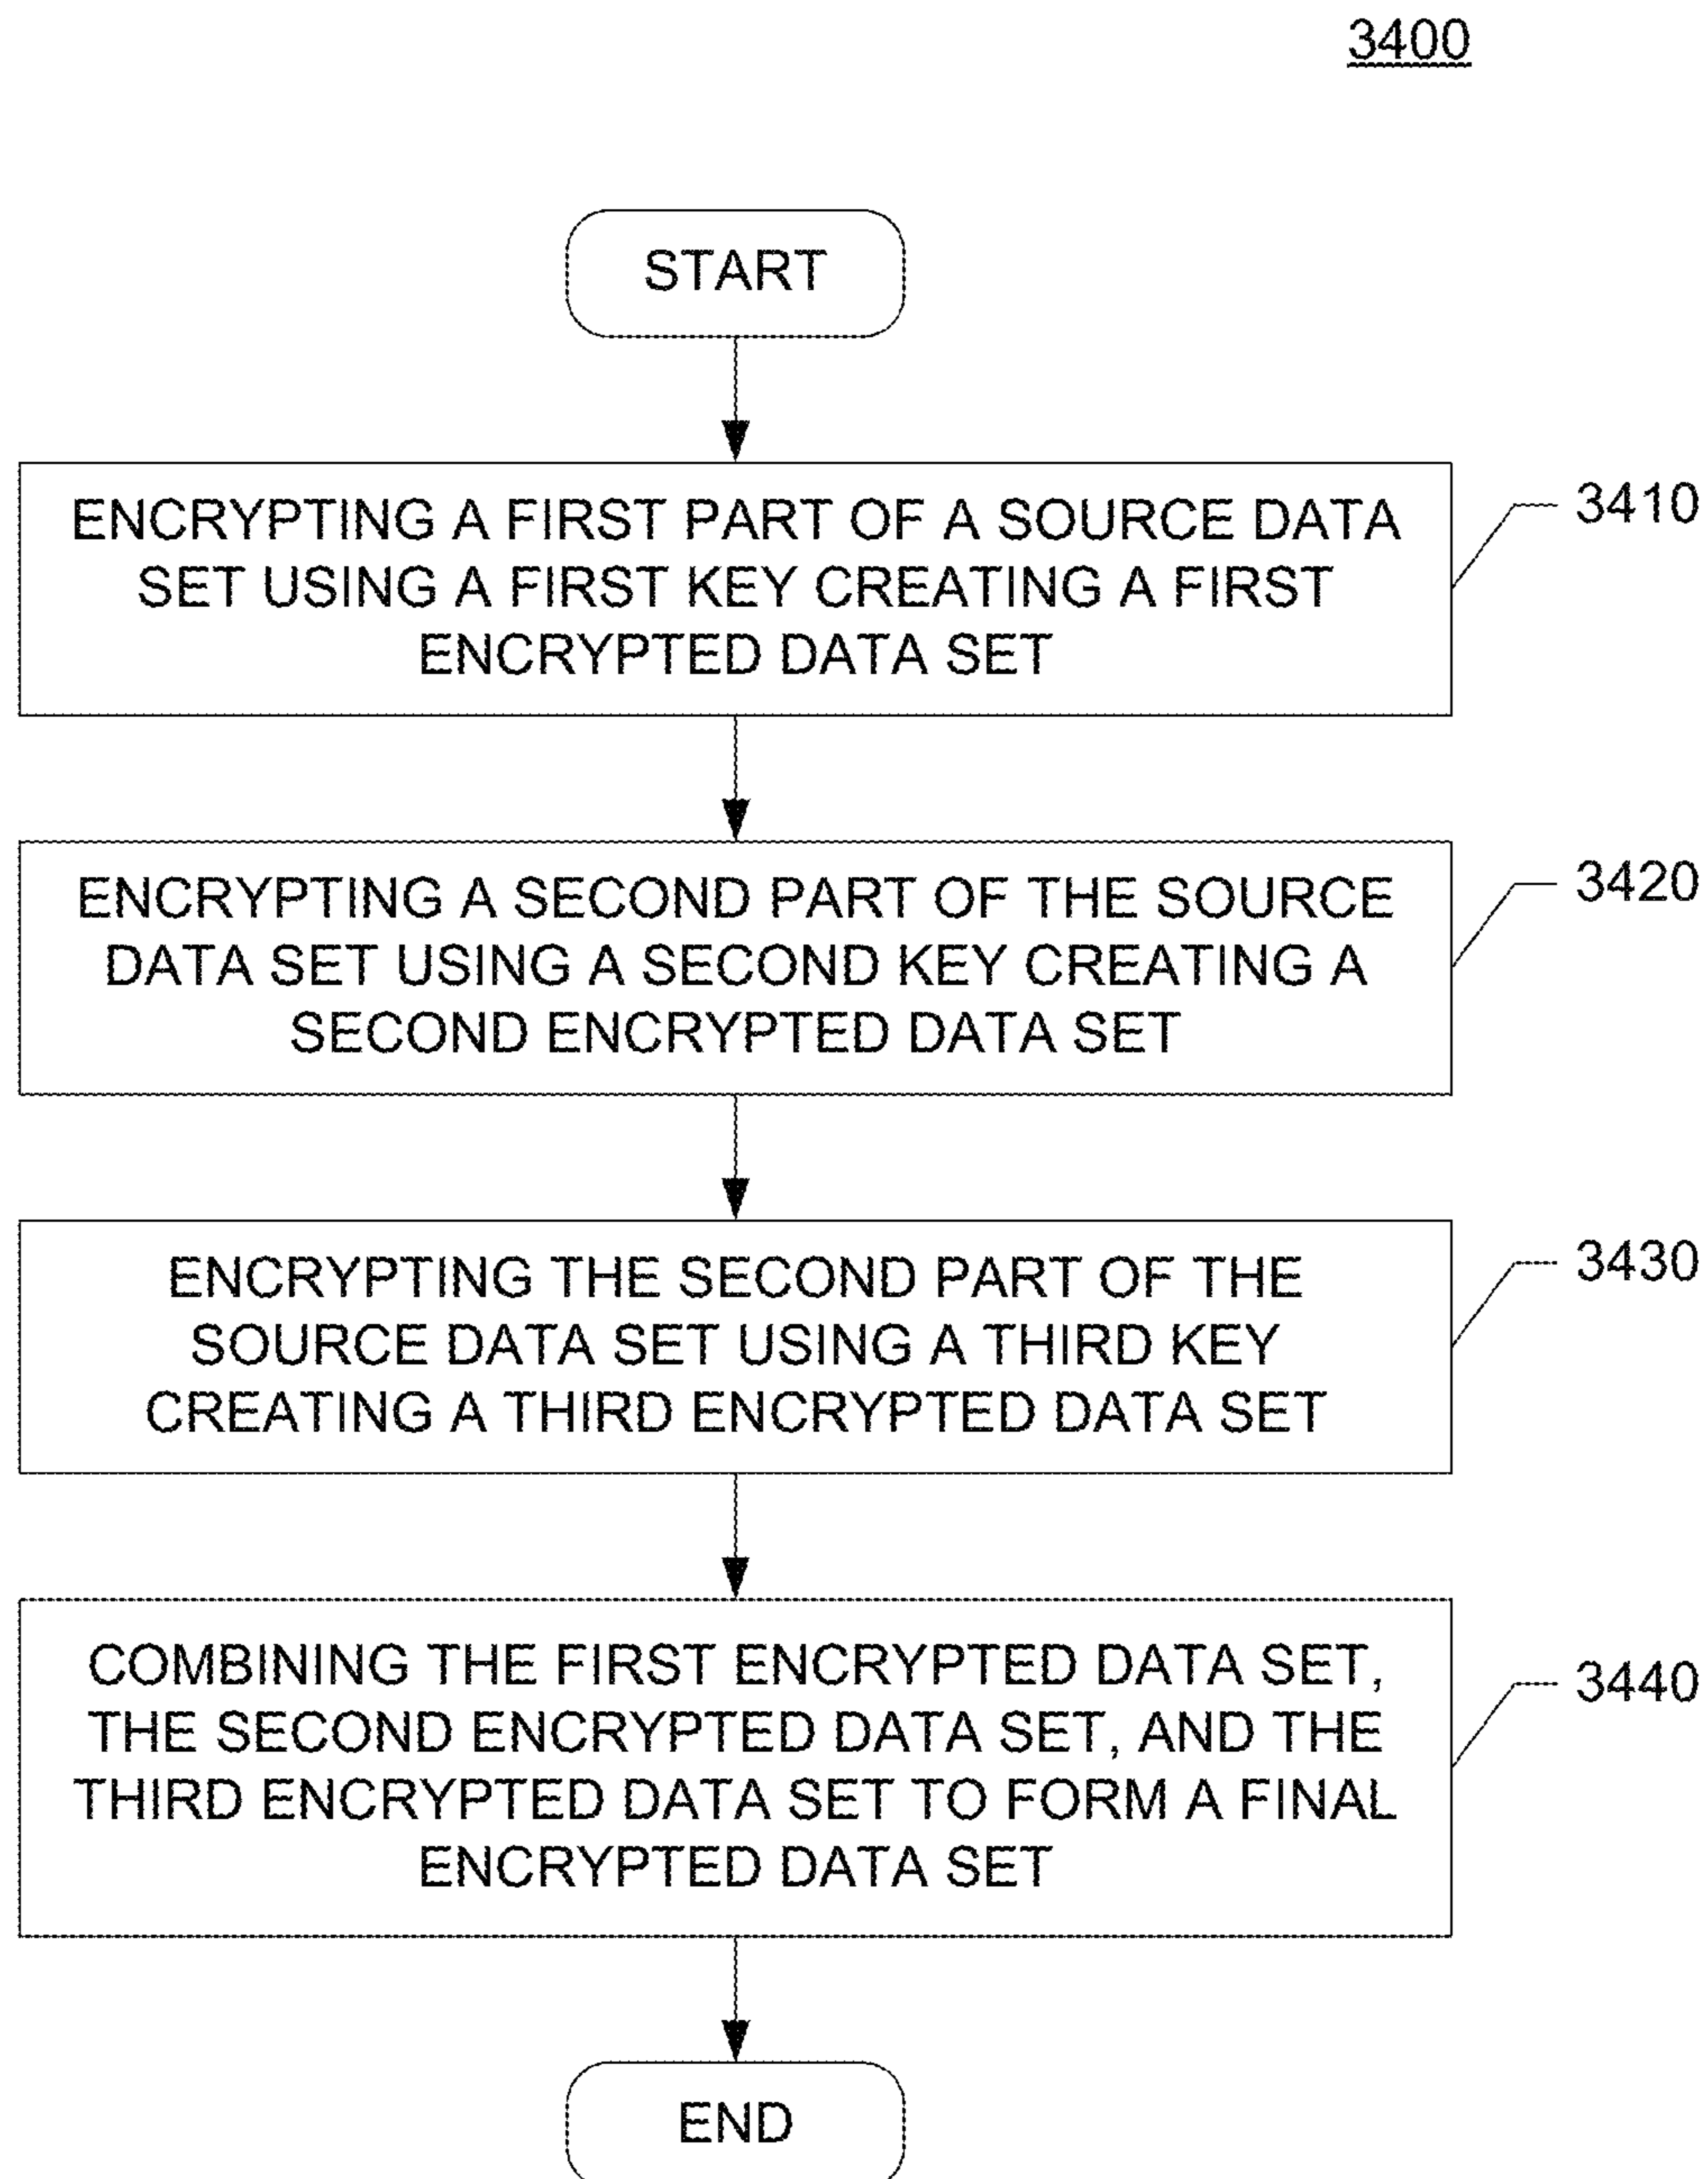 3400
START
ENCRYPTING A FIRST PART OF A SOURCE DATA
SET USING A FIRST KEY CREATING A FIRST
ENCRYPTED DATA SET
3410
ENCRYPTING A SECOND PART OF THE SOURCE
DATA SET USING A SECOND KEY CREATING A
SECOND ENCRYPTED DATA SET
3420
ENCRYPTING THE SECOND PART OF THE
SOURCE DATA SET USING A THIRD KEY
CREATING A THIRD ENCRYPTED DATA SET
3430
COMBINING THE FIRST ENCRYPTED DATA SET,
THE SECOND ENCRYPTED DATA SET, AND THE
THIRD ENCRYPTED DATA SET TO FORM A FINAL
ENCRYPTED DATA SET
3440
END